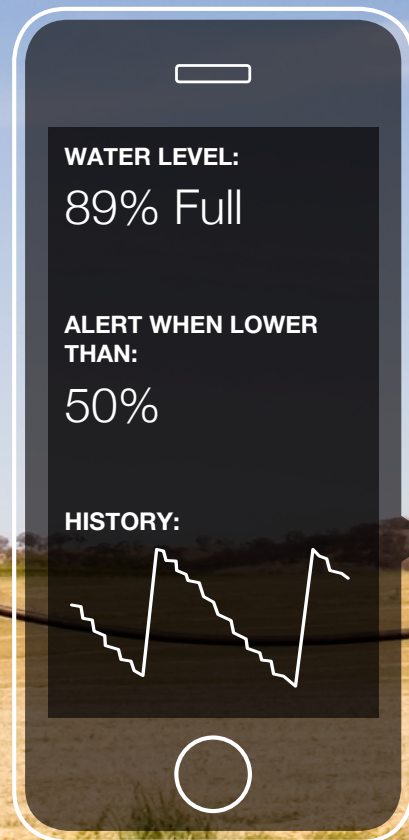 WATER LEVEL:
89% Full
ALERT WHEN LOWER
THAN:
50%
HISTORY: